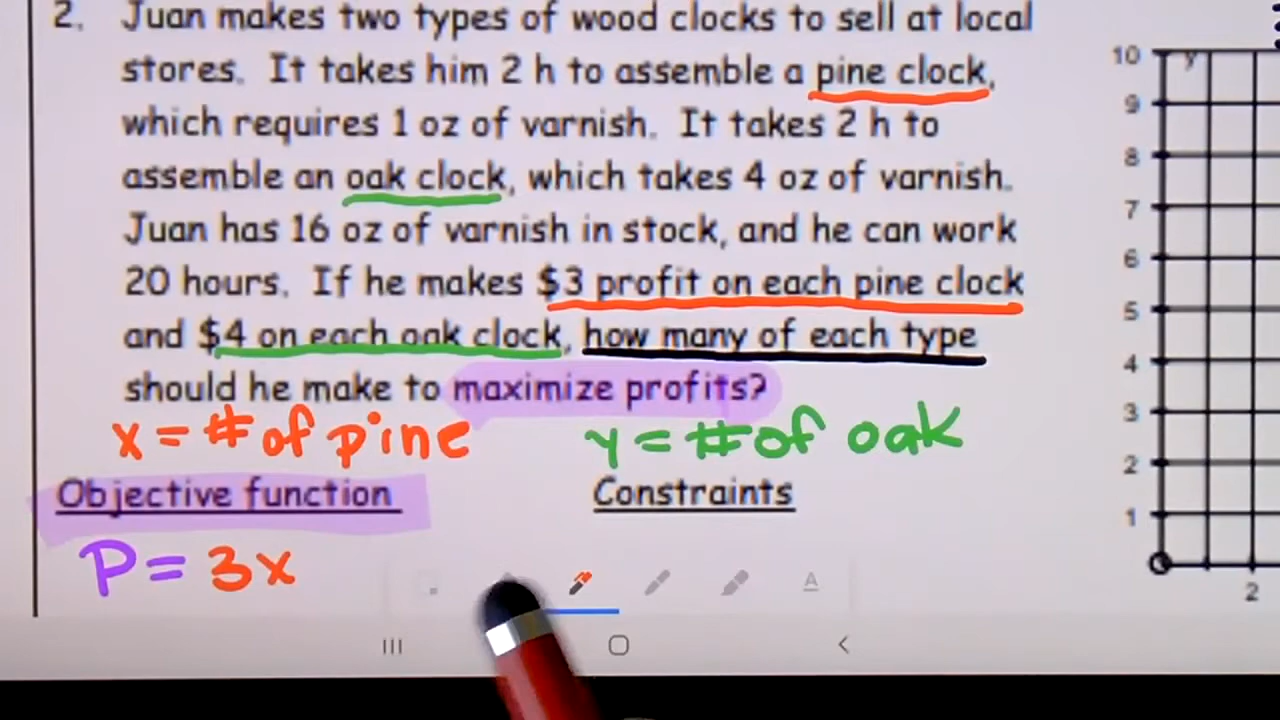 2. Juan makes two types of wood clocks to sell at local
stores. It takes him 2 h to assemble a pine clock,
which requires 1 oz of varnish. It takes 2 h to
assemble an oak clock, which takes 4 oz of varnish.
Juan has 16 oz of varnish in stock, and he can work
20 hours. If he makes $3 profit on each pine clock
and $4 on each oak clock, how many of each type
should he make to maximize profits?
x = # of pine
y = # of oak
Objective function
Constraints
P = 3x
A
10 y
9
8
7
6
5
4
3
2
1
0
2